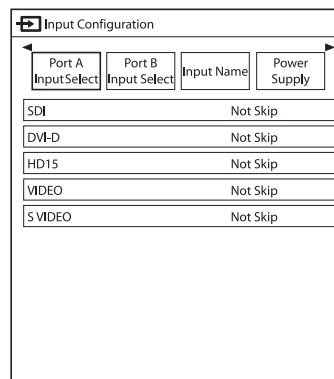 Input Configuration
Port A
Input Select
Port B
Input Select
Input Name
Power
Supply
SDI Not Skip
DVI-D Not Skip
HD15 Not Skip
VIDEO Not Skip
S VIDEO Not Skip